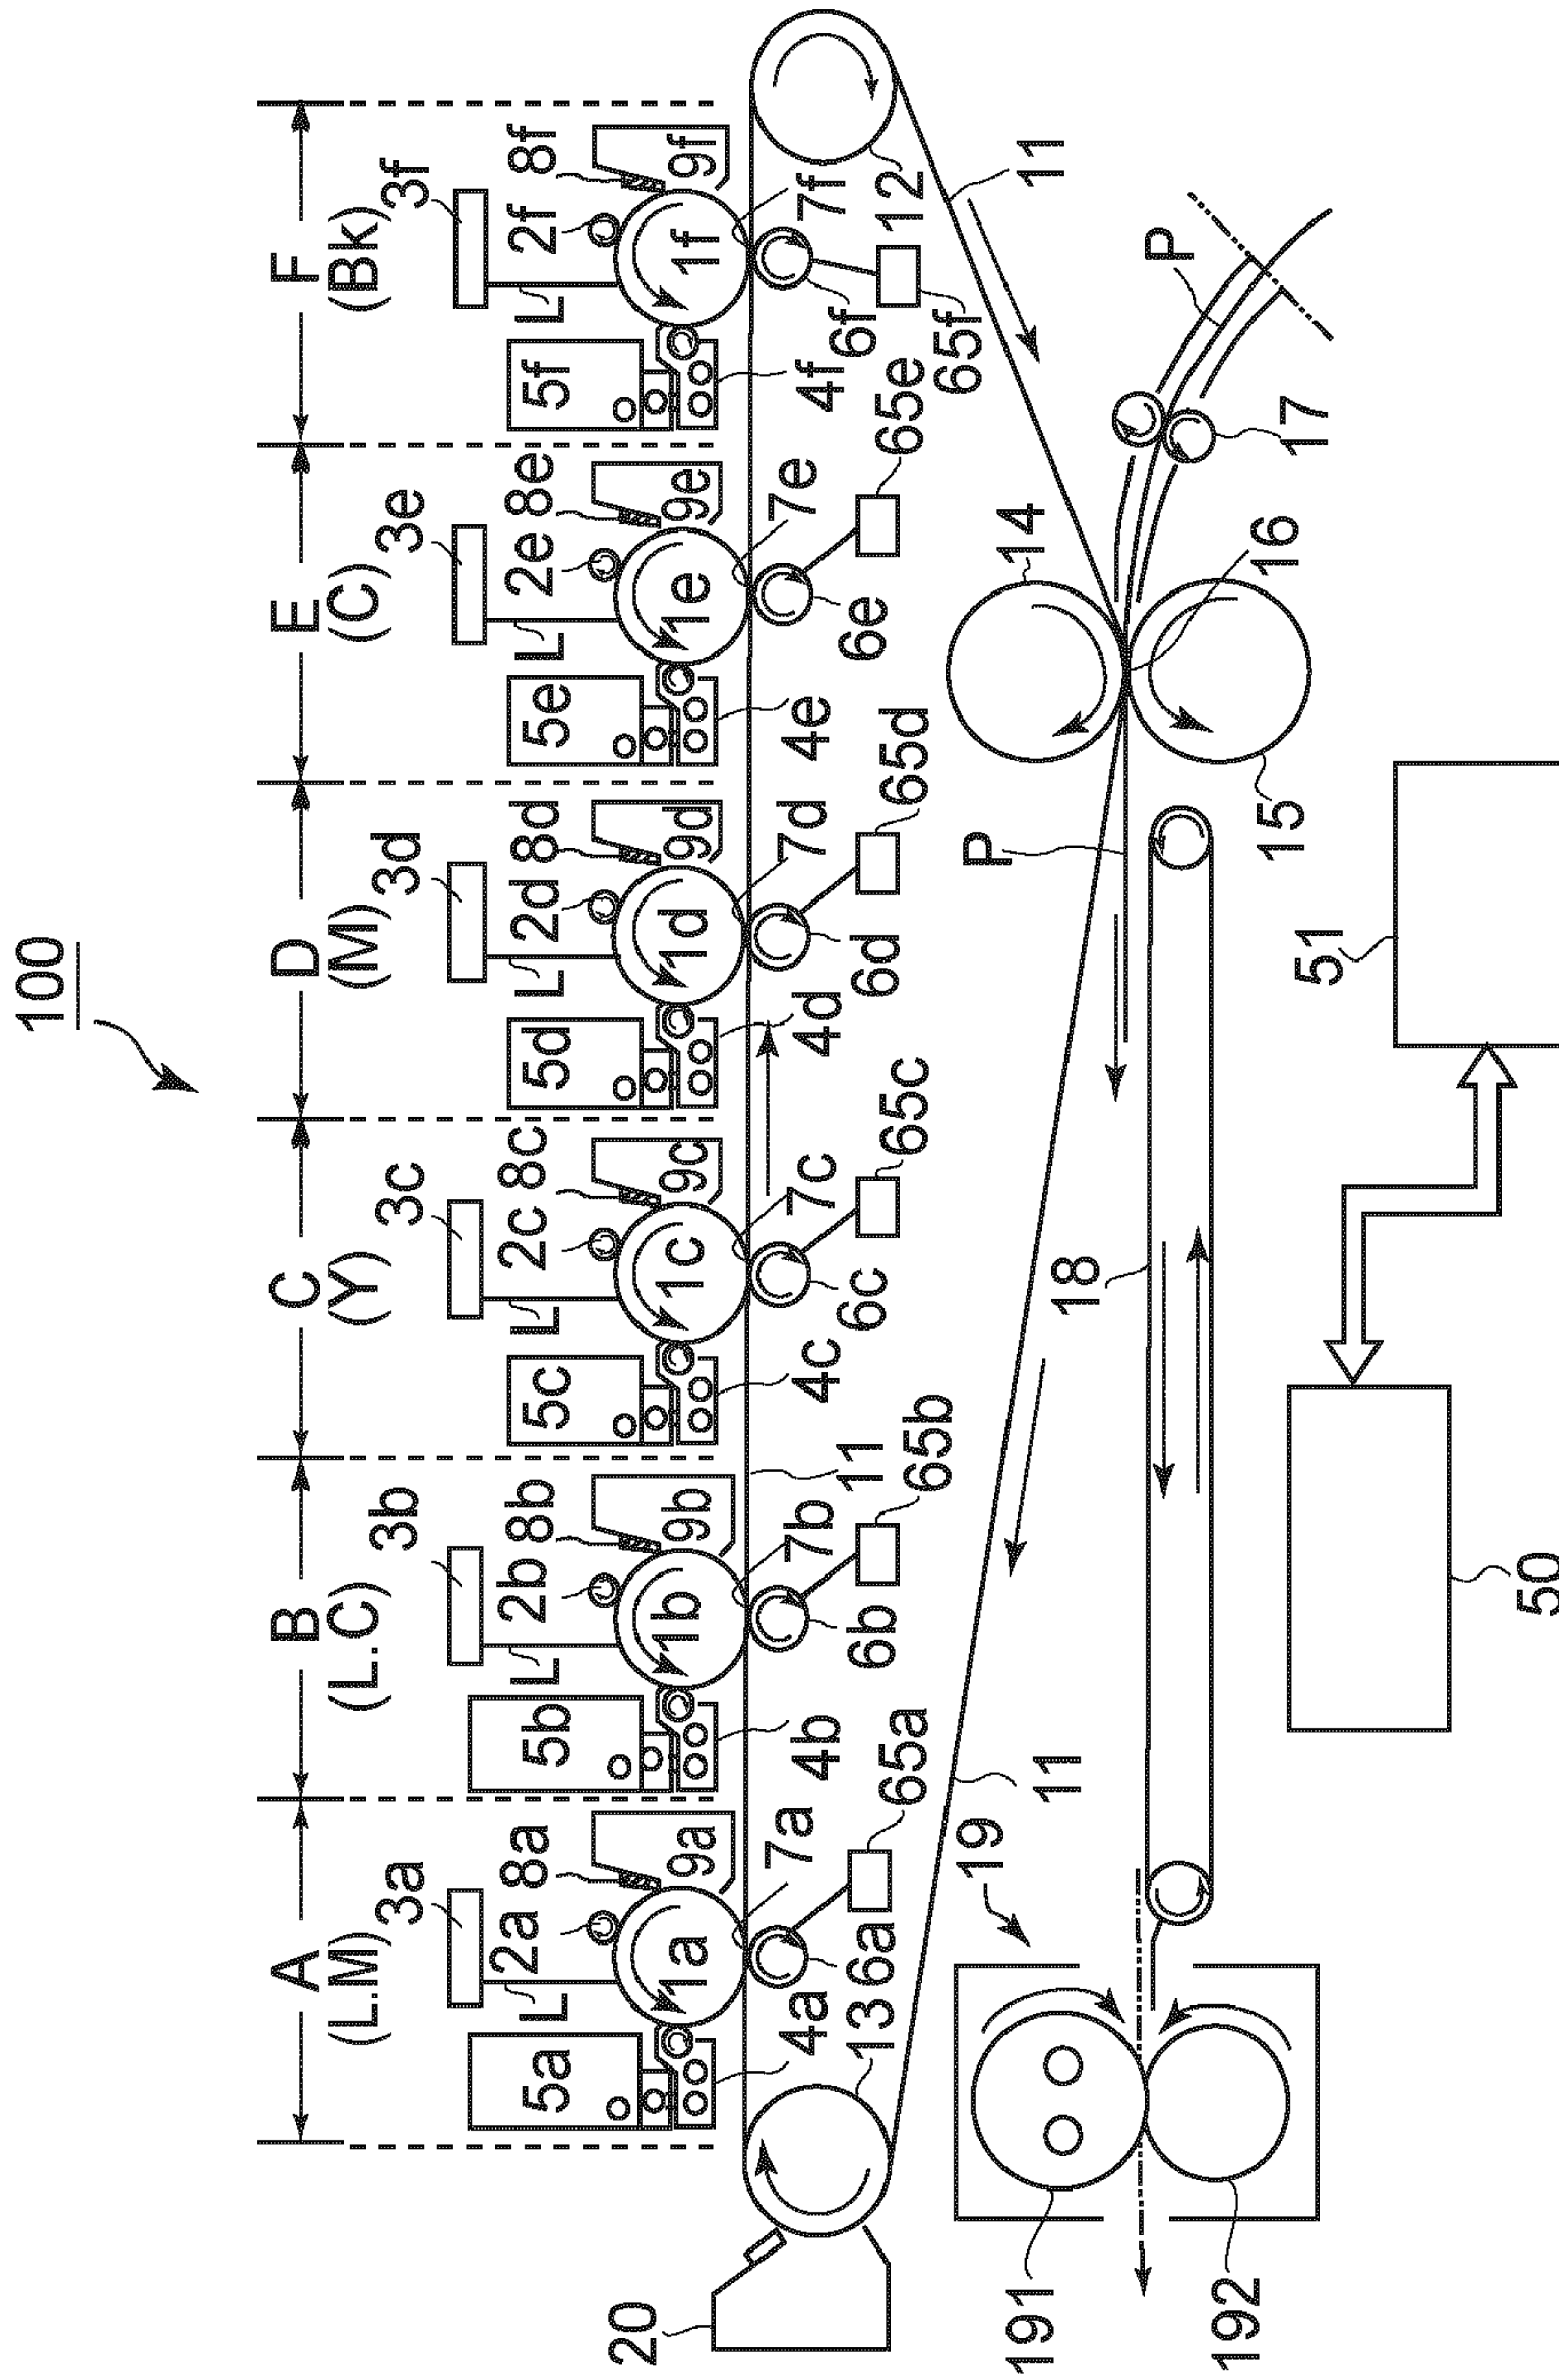 100
A
B
C
D
E
F
(L.M)
(L.C)
(Y)
(M)
(C)
(Bk)
3a
3b
3c
3d
3e
3f
2a
8a
2b
8b
2c
8c
2d
8d
2e
8e
2f
8f
L
L
L
L
L
L
5a
5b
5c
5d
5e
5f
1a
9a
1b
9b
1c
9c
1d
9d
1e
9e
1f
9f
4a
7a
4b
7b
11
4c
7c
4d
7d
4e
7e
4f
7f
13
6a
65a
6b
65b
6c
65c
6d
65d
6e
65e
6f
65f
12
20
11
11
14
P
P
17
16
15
18
19
191
192
50
51